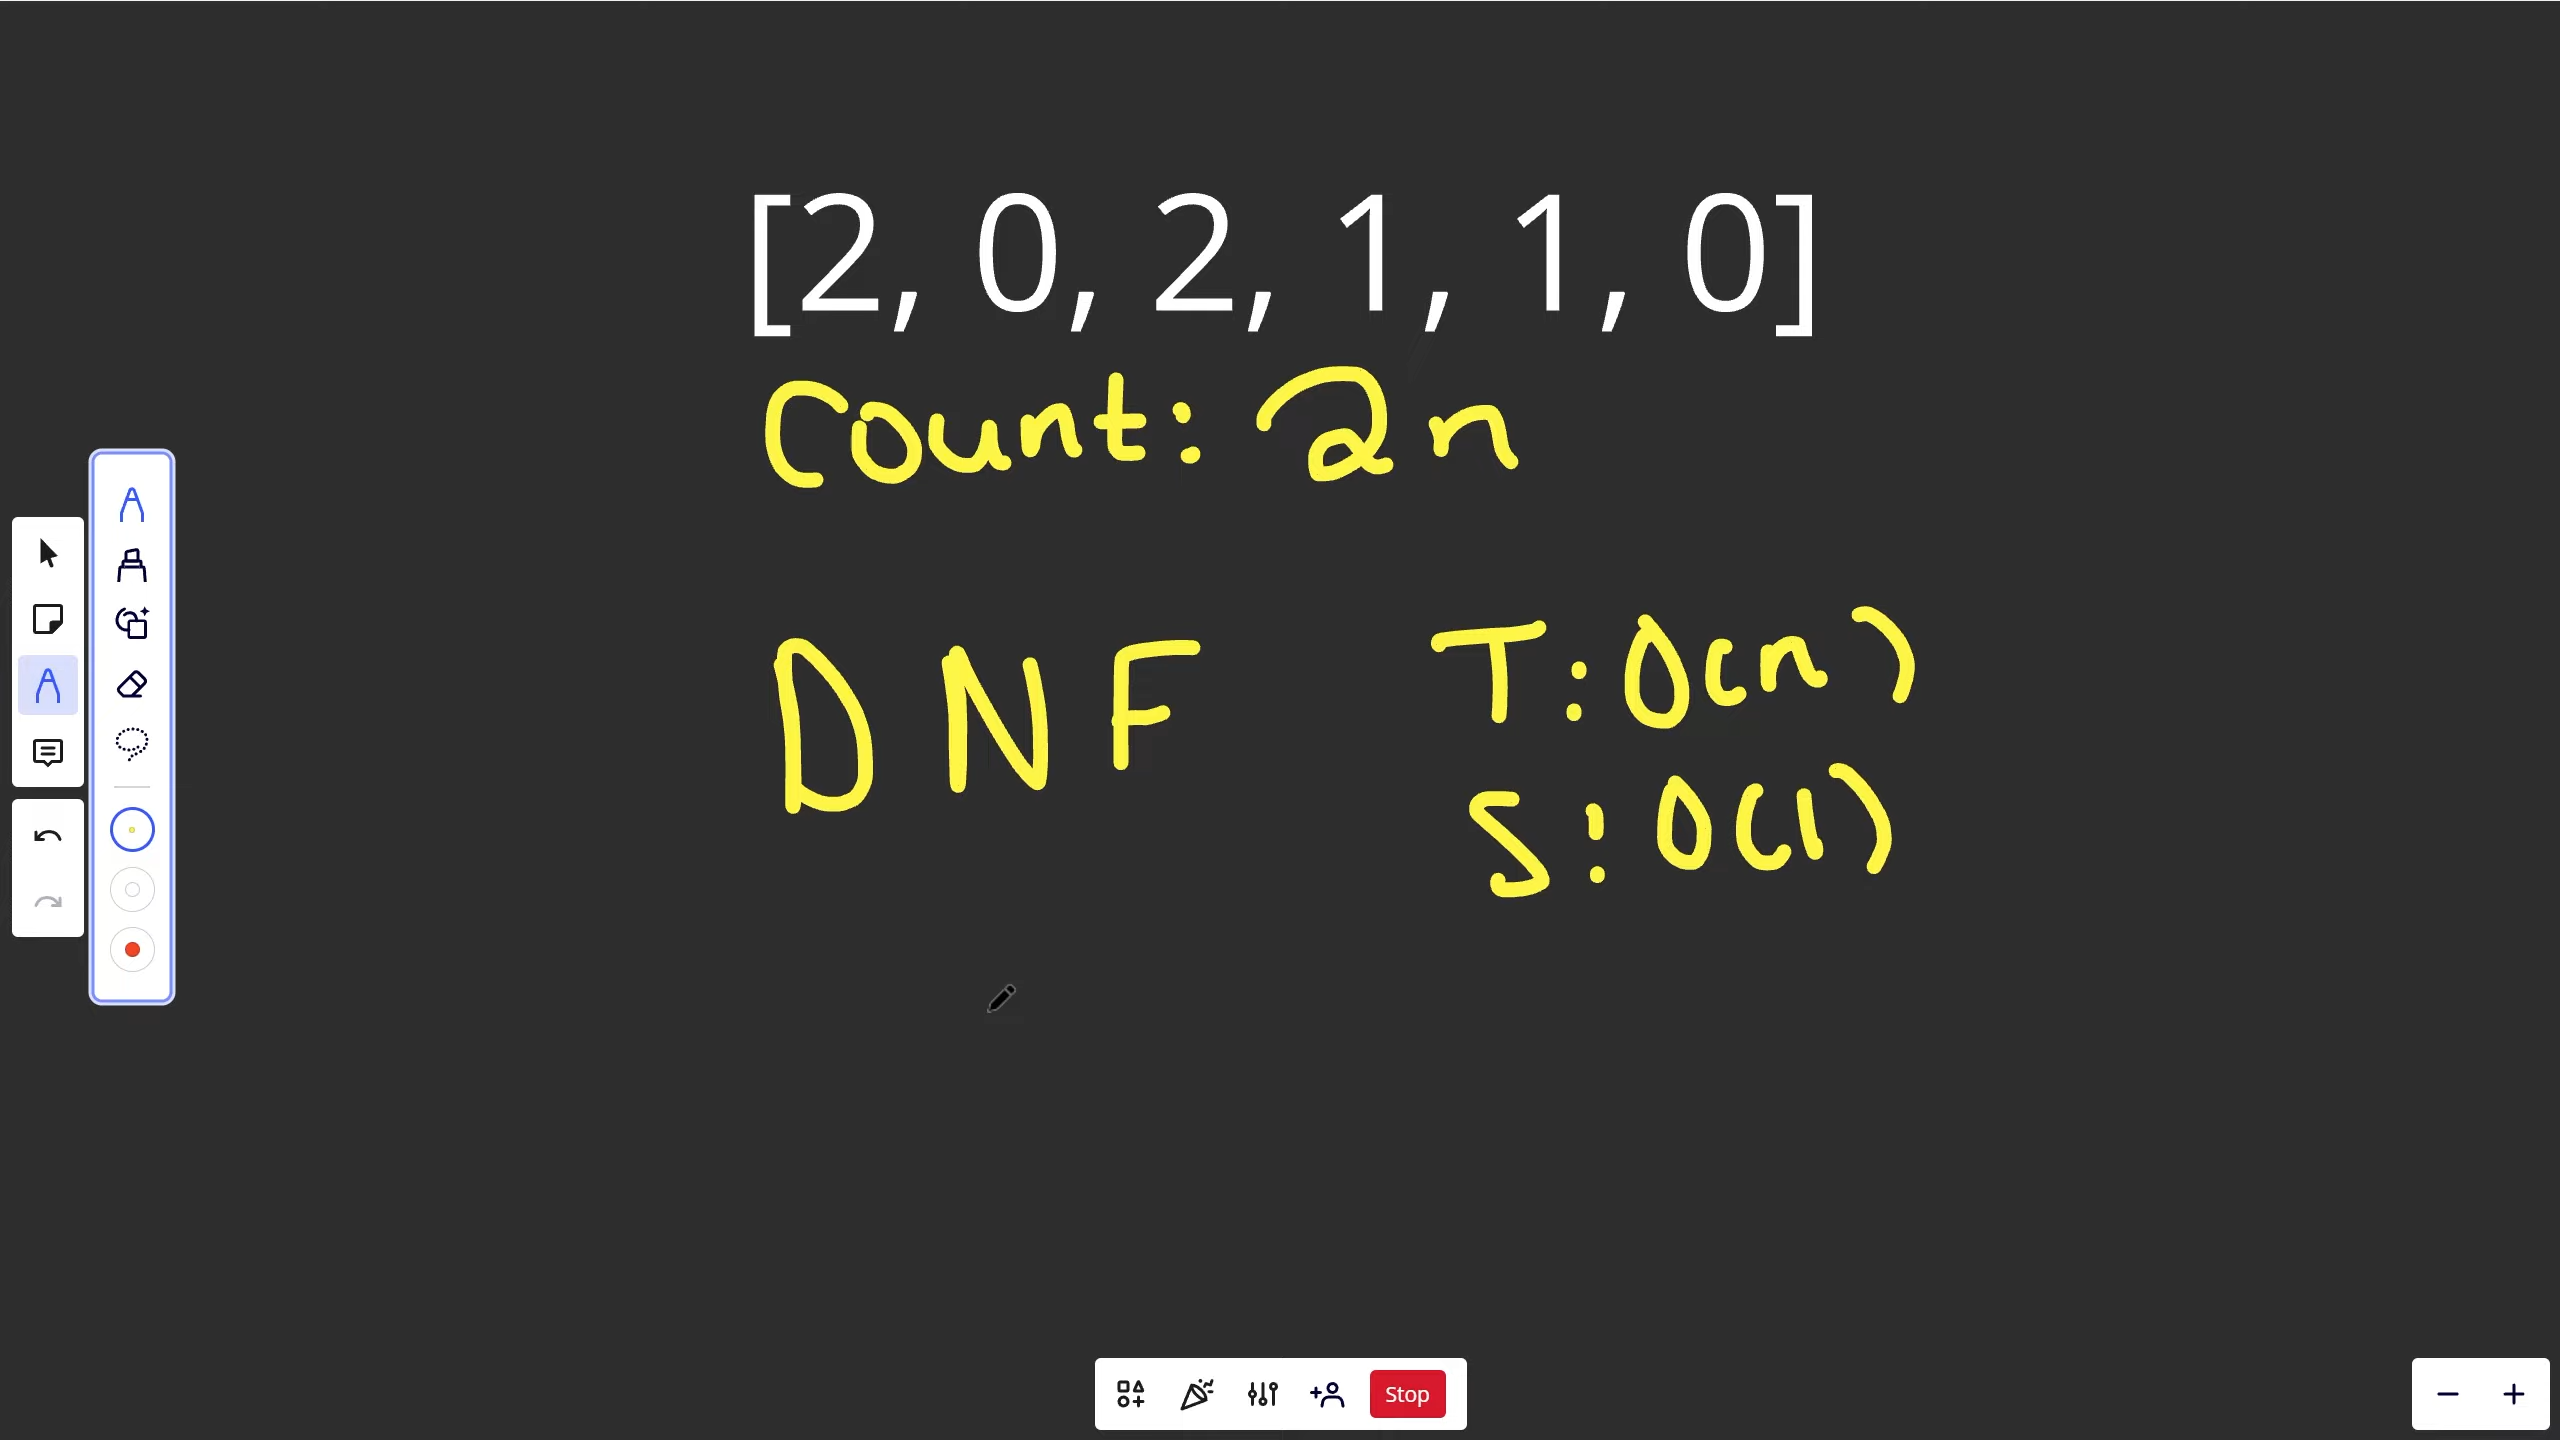 [2, 0, 2, 1, 1, 0]
Count: 2n
DNF
T: O(n)
S: O(1)
Stop